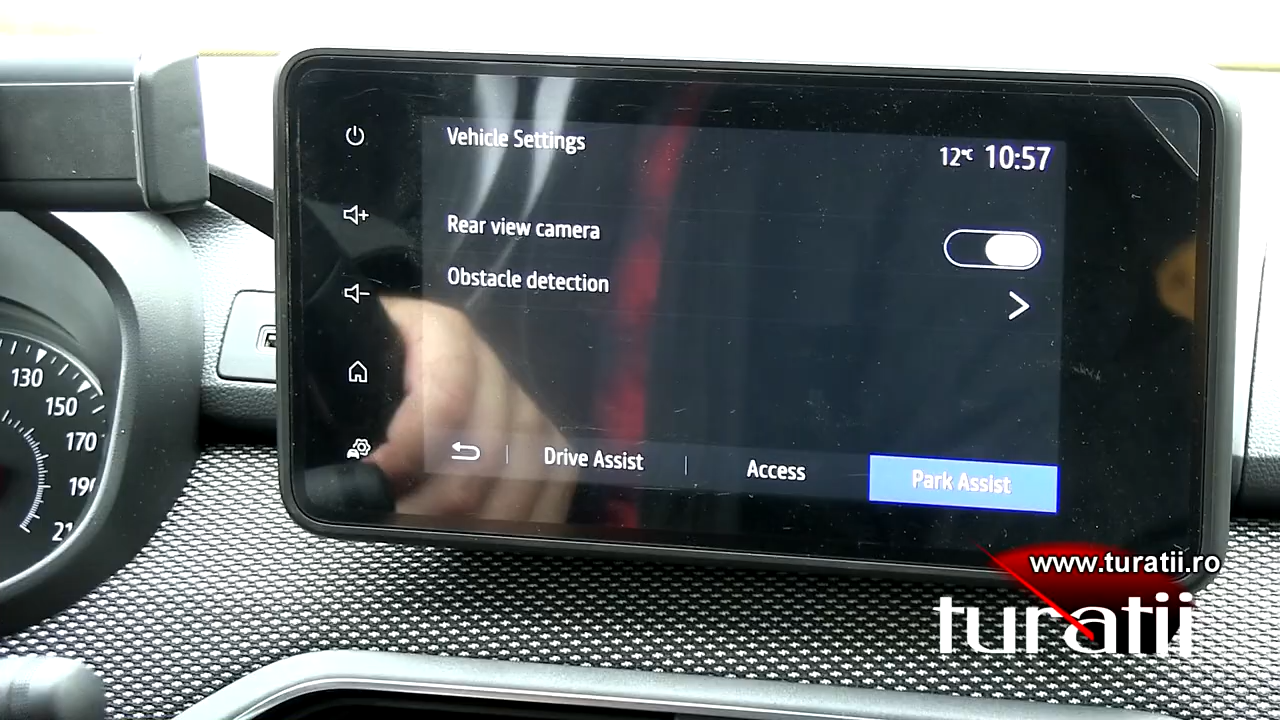 Vehicle Settings
12°C 10:57
Rear view camera
Obstacle detection
Drive Assist
Access
Park Assist
130
150
170
190
www.turatii.ro
turatii